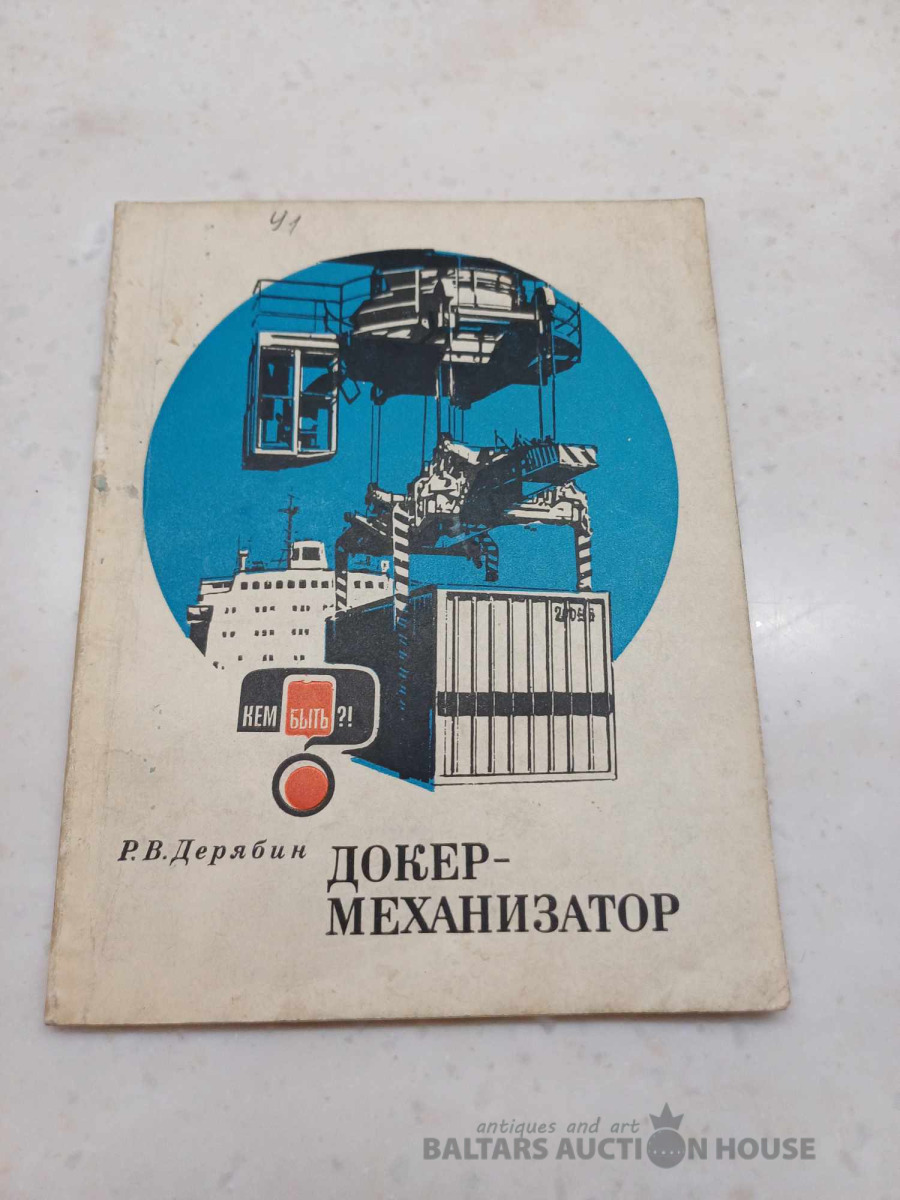 Ч1
КЕМ БЫТЬ ?!
Р. В. Дерябин
ДОКЕР-
МЕХАНИЗАТОР
antiques and art
BALTARS AUCTION HOUSE